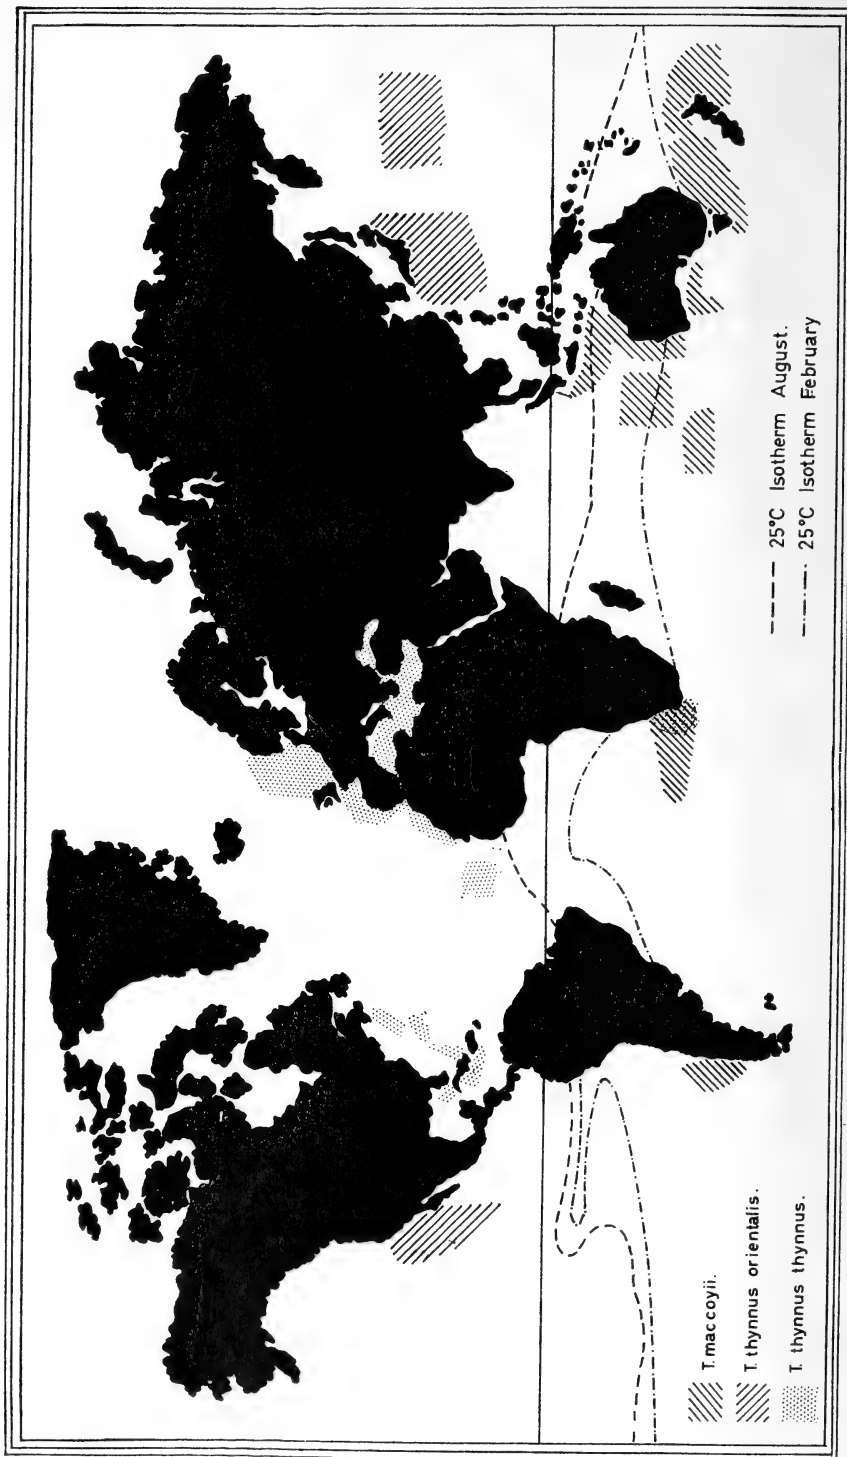 T. maccoyii.
T. thynnus orientalis.
T. thynnus thynnus.
25°C Isotherm August.
25°C Isotherm February